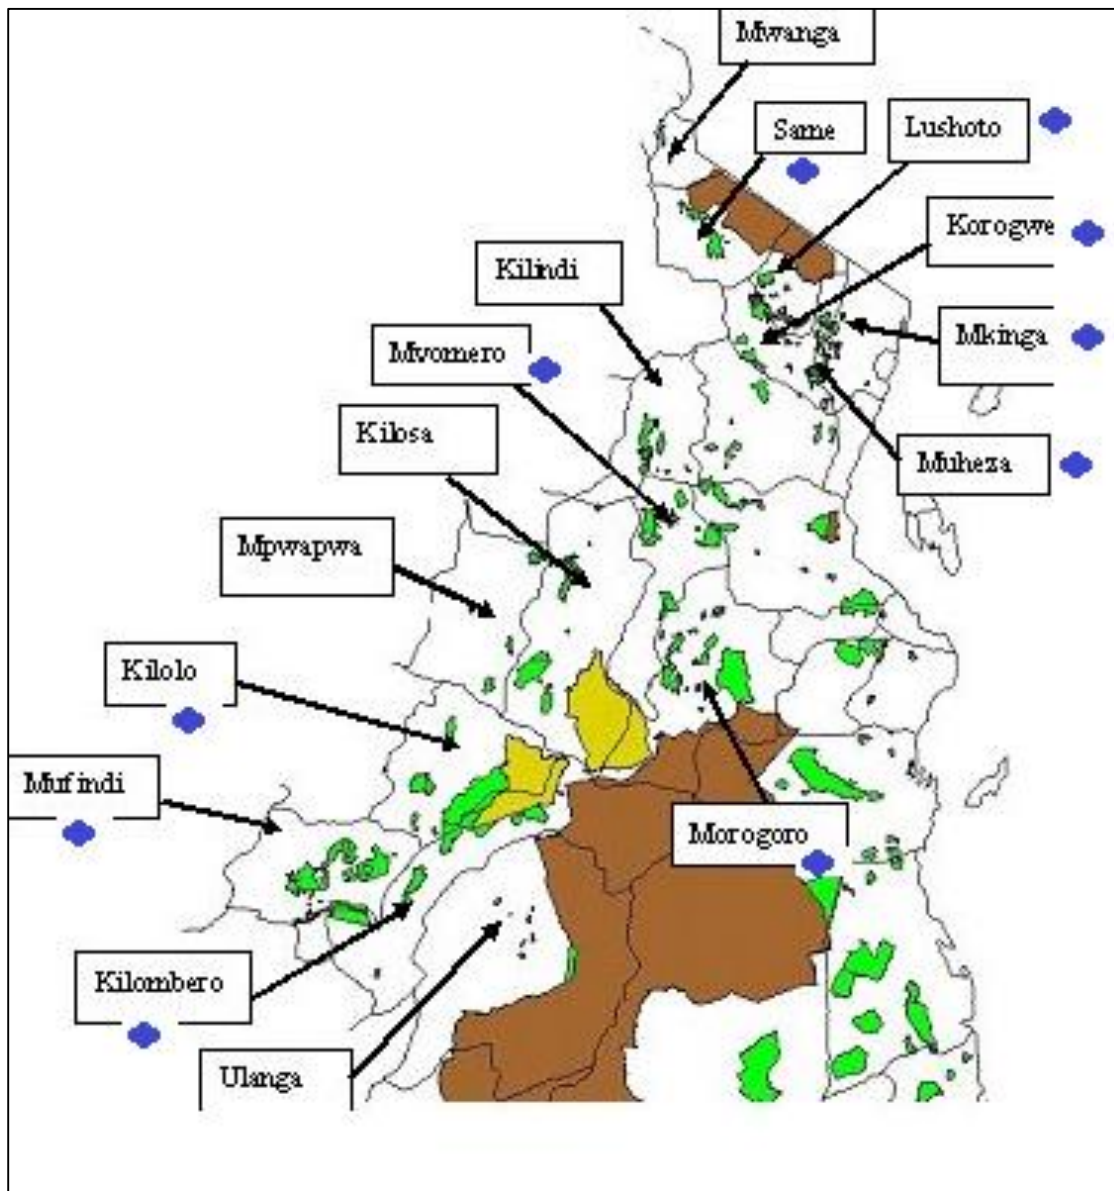 Mwanga
Same
Lushoto
Korogwe
Kilindi
Mvomero
Mkinga
Kilosa
Muheza
Mpwapwa
Kilolo
Mufindi
Morogoro
Kilombero
Ulanga